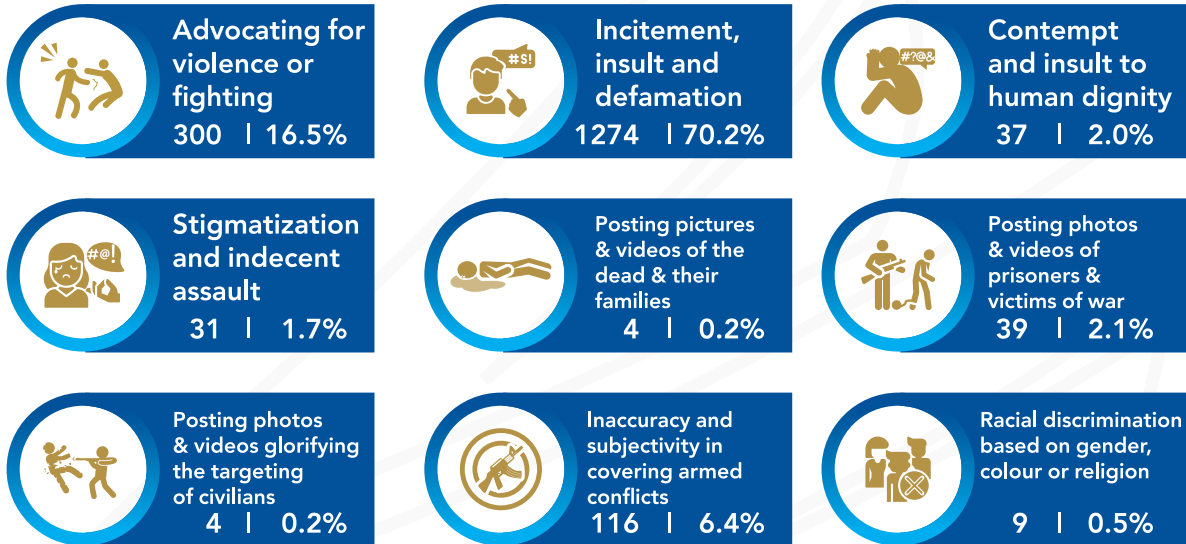 Advocating for
violence or
fighting
300 | 16.5%
#$!
Incitement,
insult and
defamation
1274 | 70.2%
#?@&
Contempt
and insult to
human dignity
37 | 2.0%
#@!
Stigmatization
and indecent
assault
31 | 1.7%
Posting pictures
& videos of the
dead & their
families
4 | 0.2%
Posting photos
& videos of
prisoners &
victims of war
39 | 2.1%
Posting photos
& videos glorifying
the targeting
of civilians
4 | 0.2%
Inaccuracy and
subjectivity in
covering armed
conflicts
116 | 6.4%
Racial discrimination
based on gender,
colour or religion
9 | 0.5%